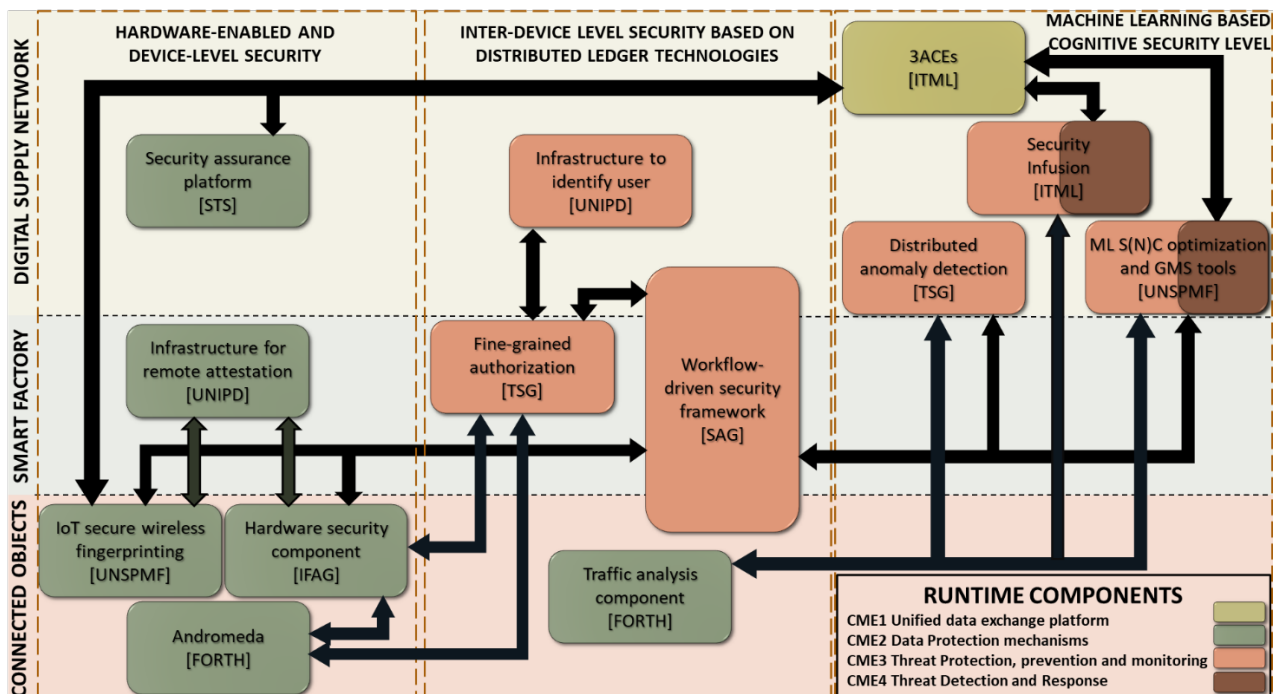 HARDWARE-ENABLED AND
DEVICE-LEVEL SECURITY
INTER-DEVICE LEVEL SECURITY BASED ON
DISTRIBUTED LEDGER TECHNOLOGIES
MACHINE LEARNING BASED
COGNITIVE SECURITY LEVEL
DIGITAL SUPPLY NETWORK
3ACEs
[ITML]
Security assurance
platform
[STS]
Infrastructure to
identify user
[UNIPD]
Security
Infusion
[ITML]
Distributed
anomaly detection
[TSG]
ML S(N)C optimization
and GMS tools
[UNSPMF]
SMART FACTORY
Infrastructure for
remote attestation
[UNIPD]
Fine-grained
authorization
[TSG]
Workflow-
driven security
framework
[SAG]
CONNECTED OBJECTS
IoT secure wireless
fingerprinting
[UNSPMF]
Hardware security
component
[IFAG]
Andromeda
[FORTH]
Traffic analysis
component
[FORTH]
RUNTIME COMPONENTS
CME1 Unified data exchange platform
CME2 Data Protection mechanisms
CME3 Threat Protection, prevention and monitoring
CME4 Threat Detection and Response